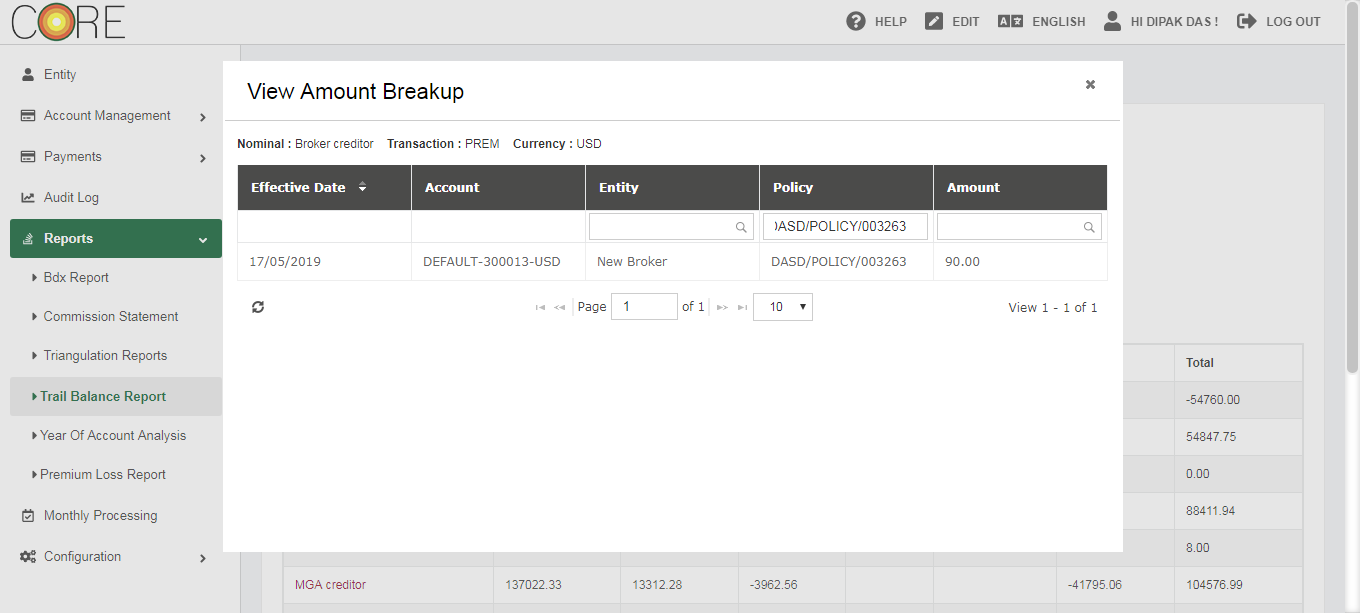 CORE
HELP EDIT ENGLISH HI DIPAK DAS ! LOG OUT
Entity
Account Management
Payments
Audit Log
Reports
Bdx Report
Commission Statement
Triangulation Reports
Trail Balance Report
Year Of Account Analysis
Premium Loss Report
Monthly Processing
Configuration
View Amount Breakup
Nominal : Broker creditor Transaction : PREM Currency : USD
Effective Date Account Entity Policy Amount
DASD/POLICY/003263
17/05/2019 DEFAULT-300013-USD New Broker DASD/POLICY/003263 90.00
Page 1 of 1 10 View 1 - 1 of 1
Total
-54760.00
54847.75
0.00
88411.94
8.00
MGA creditor 137022.33 13312.28 -3962.56 -41795.06 104576.99